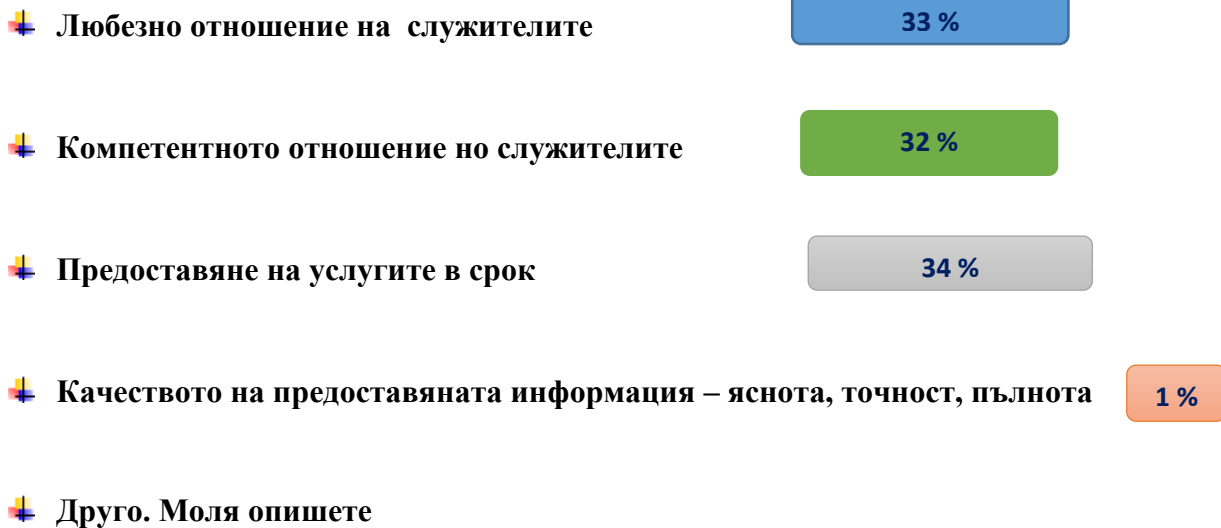 Любезно отношение на служителите 33 %
Компетентното отношение но служителите 32 %
Предоставяне на услугите в срок 34 %
Качеството на предоставяната информация – яснота, точност, пълнота 1 %
Друго. Моля опишете